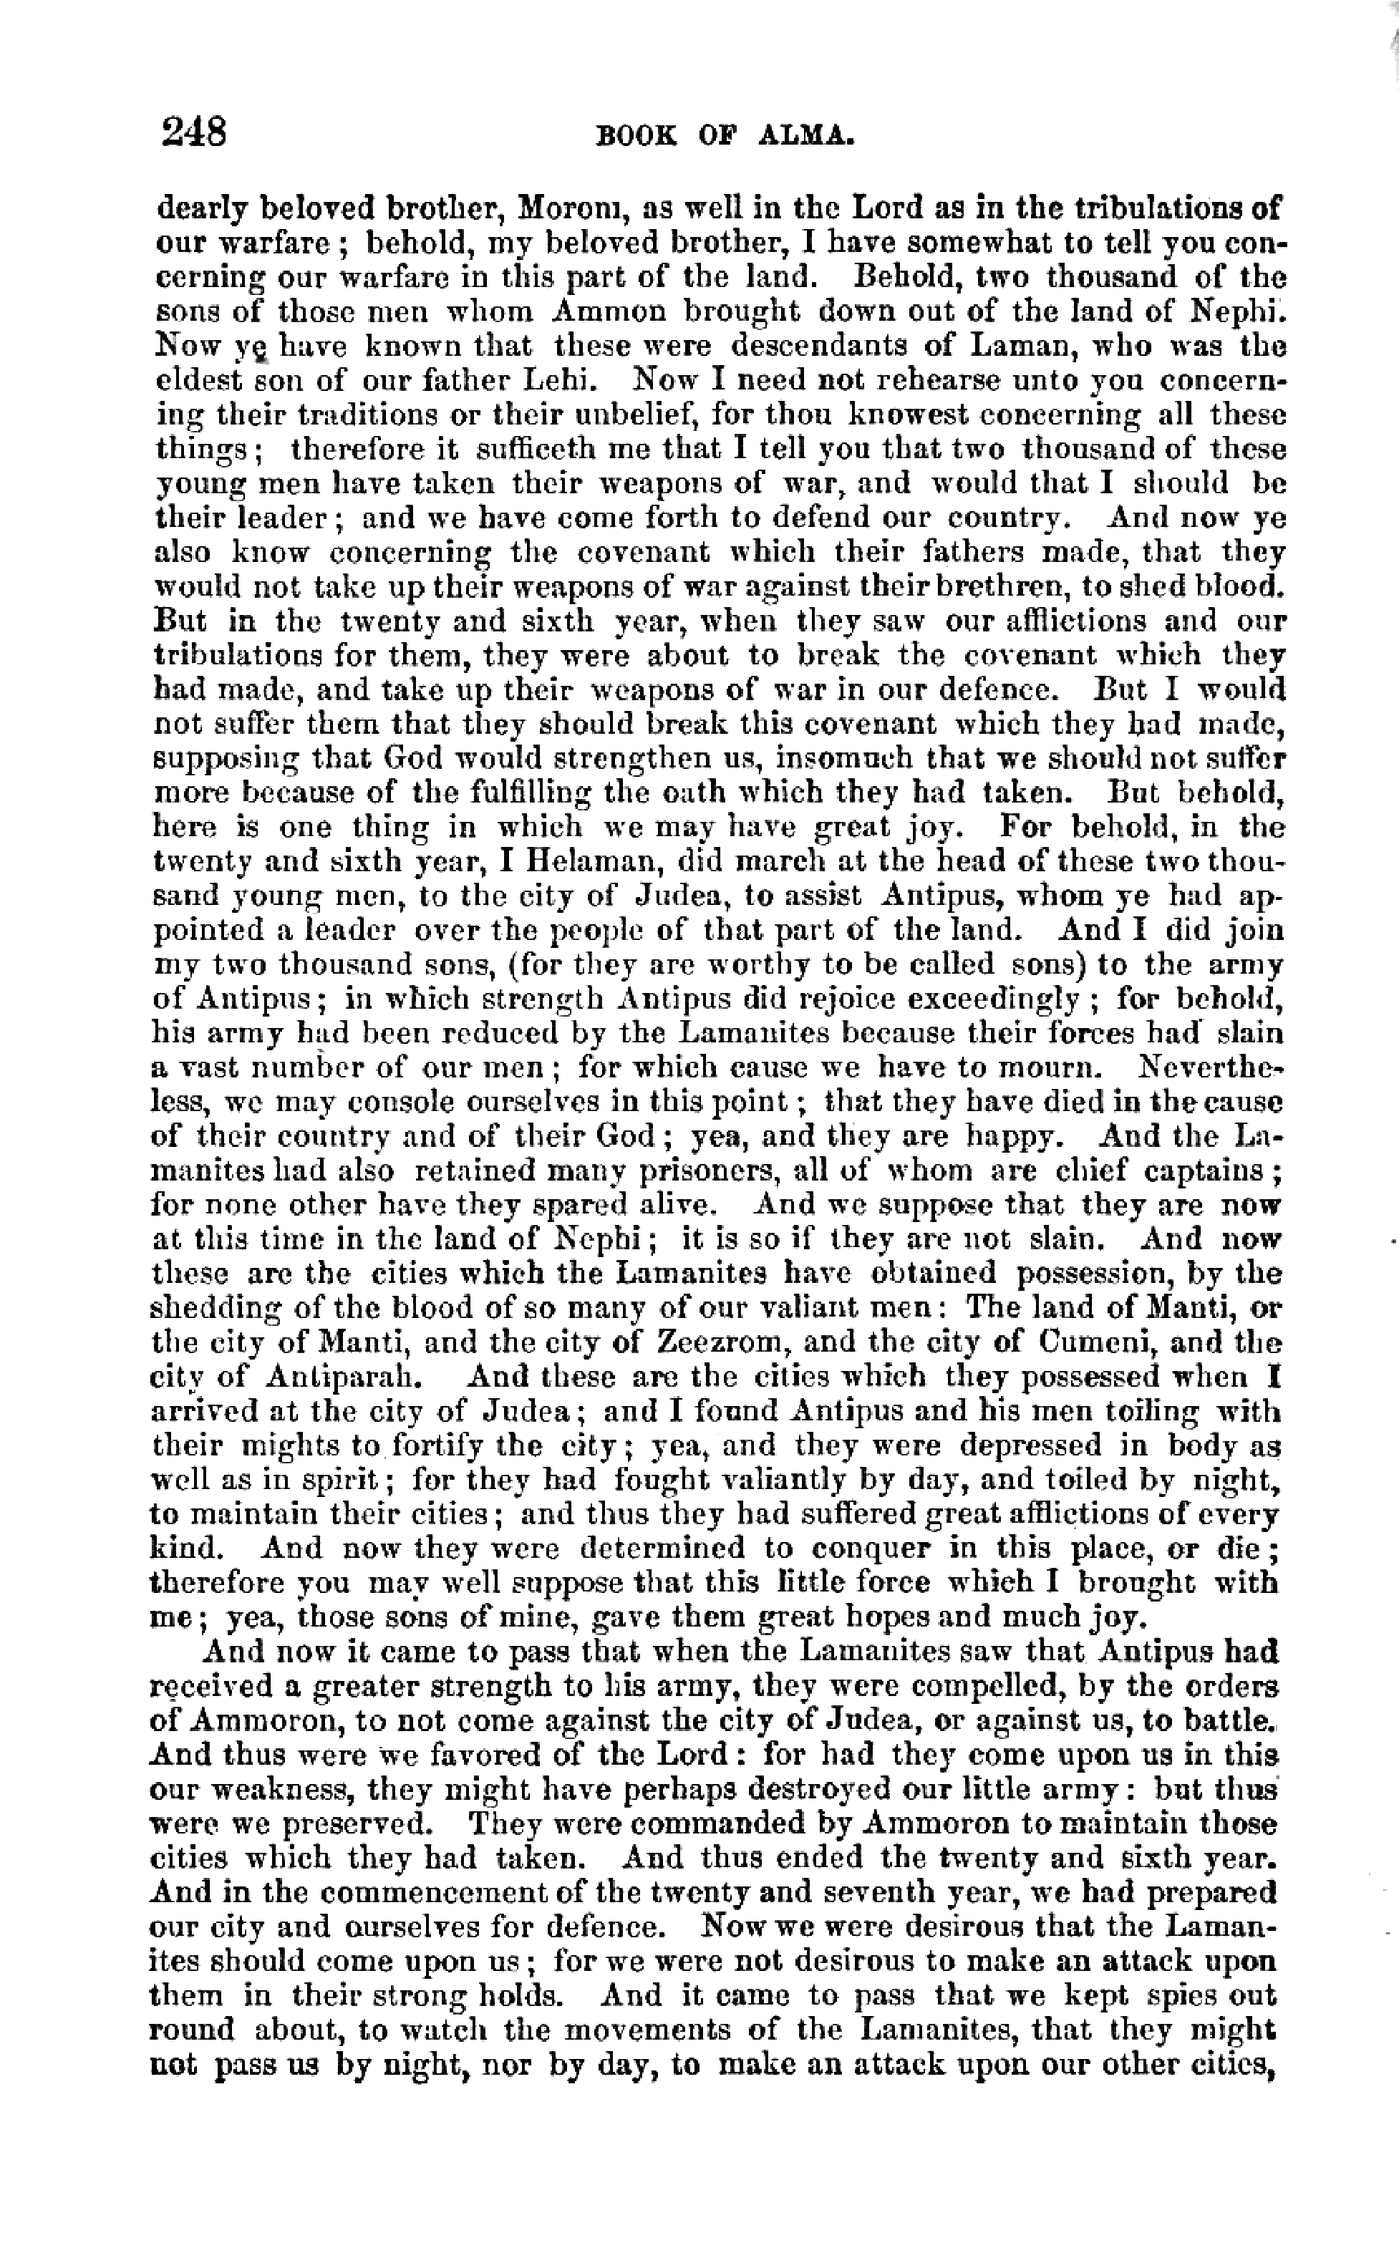 248 BOOK OF ALMA.
dearly beloved brother, Moroni, as well in the Lord as in the tribulations of
our warfare; behold, my beloved brother, I have somewhat to tell you con-
cerning our warfare in this part of the land. Behold, two thousand of the
sons of those men whom Ammon brought down out of the land of Nephi.
Now ye have known that these were descendants of Laman, who was the
eldest son of our father Lehi. Now I need not rehearse unto you concern-
ing their traditions or their unbelief, for thou knowest concerning all these
things; therefore it sufficeth me that I tell you that two thousand of these
young men have taken their weapons of war, and would that I should be
their leader; and we have come forth to defend our country. And now ye
also know concerning the covenant which their fathers made, that they
would not take up their weapons of war against their brethren, to shed blood.
But in the twenty and sixth year, when they saw our afflictions and our
tribulations for them, they were about to break the covenant which they
had made, and take up their weapons of war in our defence. But I would
not suffer them that they should break this covenant which they had made,
supposing that God would strengthen us, insomuch that we should not suffer
more because of the fulfilling the oath which they had taken. But behold,
here is one thing in which we may have great joy. For behold, in the
twenty and sixth year, I Helaman, did march at the head of these two thou-
sand young men, to the city of Judea, to assist Antipus, whom ye had ap-
pointed a leader over the people of that part of the land. And I did join
my two thousand sons, (for they are worthy to be called sons) to the army
of Antipus; in which strength Antipus did rejoice exceedingly; for behold,
his army had been reduced by the Lamanites because their forces had slain
a vast number of our men; for which cause we have to mourn. Neverthe-
less, we may console ourselves in this point; that they have died in the cause
of their country and of their God; yea, and they are happy. And the La-
manites had also retained many prisoners, all of whom are chief captains;
for none other have they spared alive. And we suppose that they are now
at this time in the land of Nephi; it is so if they are not slain. And now
these are the cities which the Lamanites have obtained possession, by the
shedding of the blood of so many of our valiant men: The land of Manti, or
the city of Manti, and the city of Zeezrom, and the city of Cumeni, and the
city of Antiparah. And these are the cities which they possessed when I
arrived at the city of Judea; and I found Antipus and his men toiling with
their mights to fortify the city; yea, and they were depressed in body as
well as in spirit; for they had fought valiantly by day, and toiled by night,
to maintain their cities; and thus they had suffered great afflictions of every
kind. And now they were determined to conquer in this place, or die;
therefore you may well suppose that this little force which I brought with
me; yea, those sons of mine, gave them great hopes and much joy.
And now it came to pass that when the Lamanites saw that Antipus had
received a greater strength to his army, they were compelled, by the orders
of Ammoron, to not come against the city of Judea, or against us, to battle.
And thus were we favored of the Lord: for had they come upon us in this
our weakness, they might have perhaps destroyed our little army: but thus
were we preserved. They were commanded by Ammoron to maintain those
cities which they had taken. And thus ended the twenty and sixth year.
And in the commencement of the twenty and seventh year, we had prepared
our city and ourselves for defence. Now we were desirous that the Laman-
ites should come upon us; for we were not desirous to make an attack upon
them in their strong holds. And it came to pass that we kept spies out
round about, to watch the movements of the Lamanites, that they might
not pass us by night, nor by day, to make an attack upon our other cities,